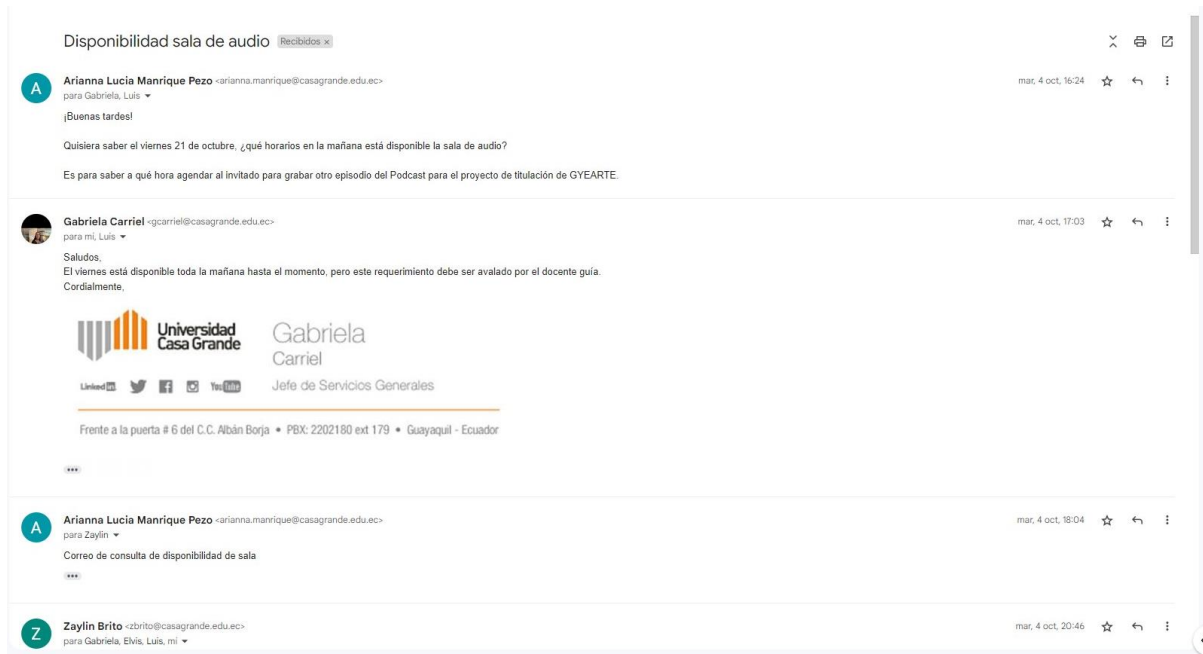 Disponibilidad sala de audio Recibidos ×
A
Arianna Lucia Manrique Pezo <arianna.manrique@casagrande.edu.ec>
mar, 4 oct, 16:24
para Gabriela, Luis
¡Buenas tardes!
Quisiera saber el viernes 21 de octubre, ¿qué horarios en la mañana está disponible la sala de audio?
Es para saber a qué hora agendar al invitado para grabar otro episodio del Podcast para el proyecto de titulación de GYEARTE.
Gabriela Carriel <gcarriel@casagrande.edu.ec>
mar, 4 oct, 17:03
para mí, Luis
Saludos,
El viernes está disponible toda la mañana hasta el momento, pero este requerimiento debe ser avalado por el docente guía.
Cordialmente,
Universidad
Casa Grande
Gabriela
Carriel
Linked in
You Tube
Jefe de Servicios Generales
Frente a la puerta # 6 del C.C. Albán Borja • PBX: 2202180 ext 179 • Guayaquil - Ecuador
A
Arianna Lucia Manrique Pezo <arianna.manrique@casagrande.edu.ec>
mar, 4 oct, 18:04
para Zaylin
Correo de consulta de disponibilidad de sala
Z
Zaylin Brito <zbrito@casagrande.edu.ec>
mar, 4 oct, 20:46
para Gabriela, Elvis, Luis, mí